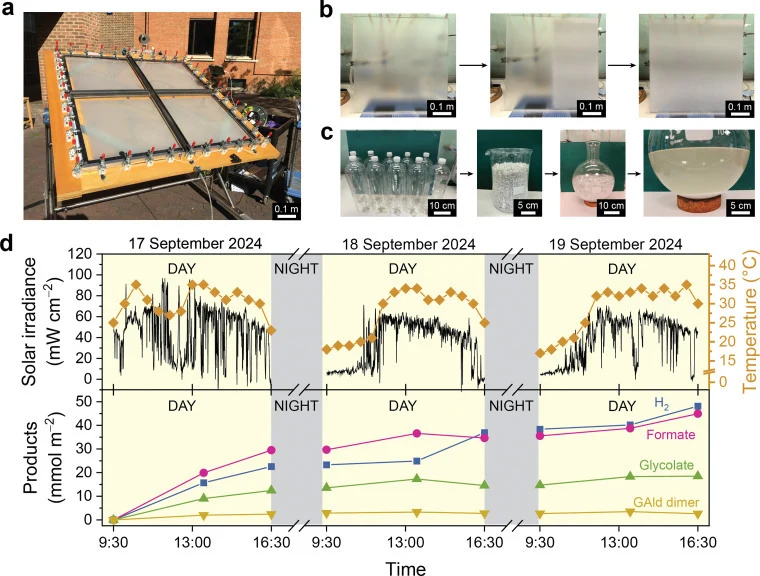 a
0.1 m
b
0.1 m
0.1 m
0.1 m
c
10 cm
5 cm
10 cm
5 cm
d
17 September 2024
18 September 2024
19 September 2024
DAY
NIGHT
DAY
NIGHT
DAY
Solar irradiance
(mW cm⁻²)
120
100
80
60
40
20
0
Temperature (°C)
40
35
30
25
20
15
0
DAY
NIGHT
DAY
NIGHT
DAY
Products
(mmol m⁻²)
50
40
30
20
10
0
H₂
Formate
Glycolate
GAld dimer
9:30
13:00
16:30
9:30
13:00
16:30
9:30
13:00
16:30
Time